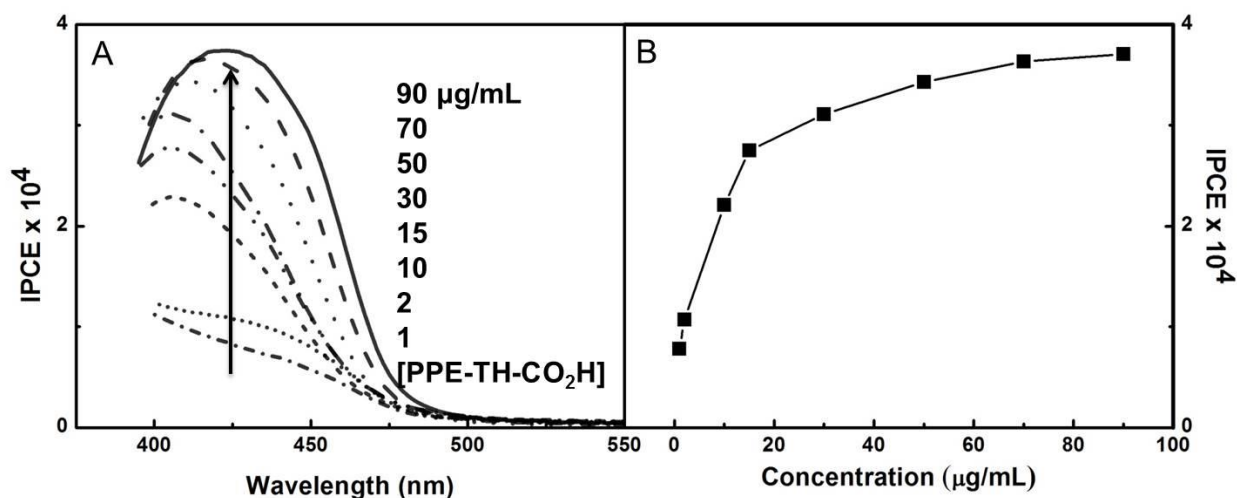 A
4
2
0
IPCE x 10⁴
400
450
500
550
Wavelength (nm)
90 µg/mL
70
50
30
15
10
2
1
[PPE-TH-CO₂H]
B
4
2
0
IPCE x 10⁴
0
20
40
60
80
100
Concentration (µg/mL)